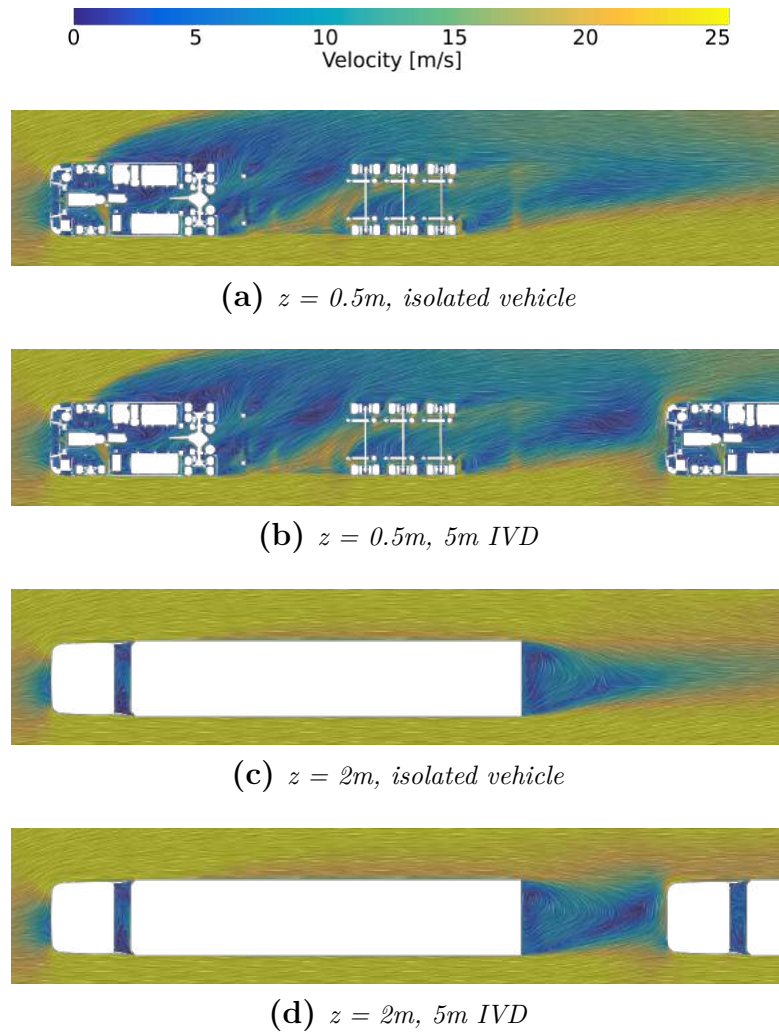 0 5 10 15 20 25
Velocity [m/s]
(a) z = 0.5m, isolated vehicle
(b) z = 0.5m, 5m IVD
(c) z = 2m, isolated vehicle
(d) z = 2m, 5m IVD